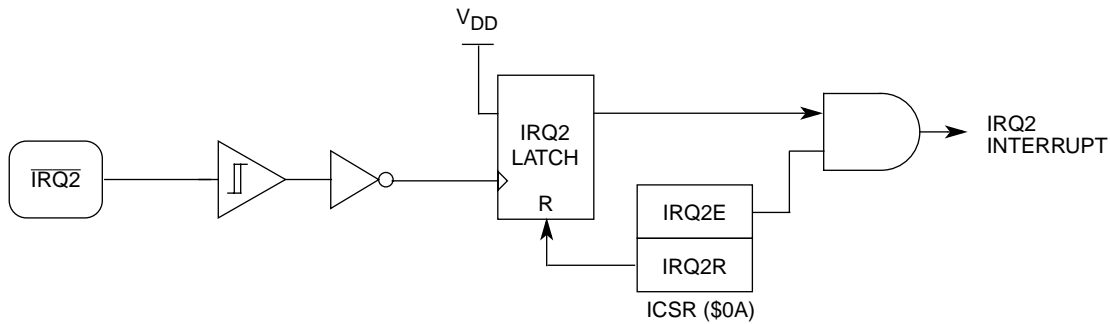 VDD
IRQ2
LATCH
R
IRQ2
IRQ2
INTERRUPT
IRQ2E
IRQ2R
ICSR ($0A)